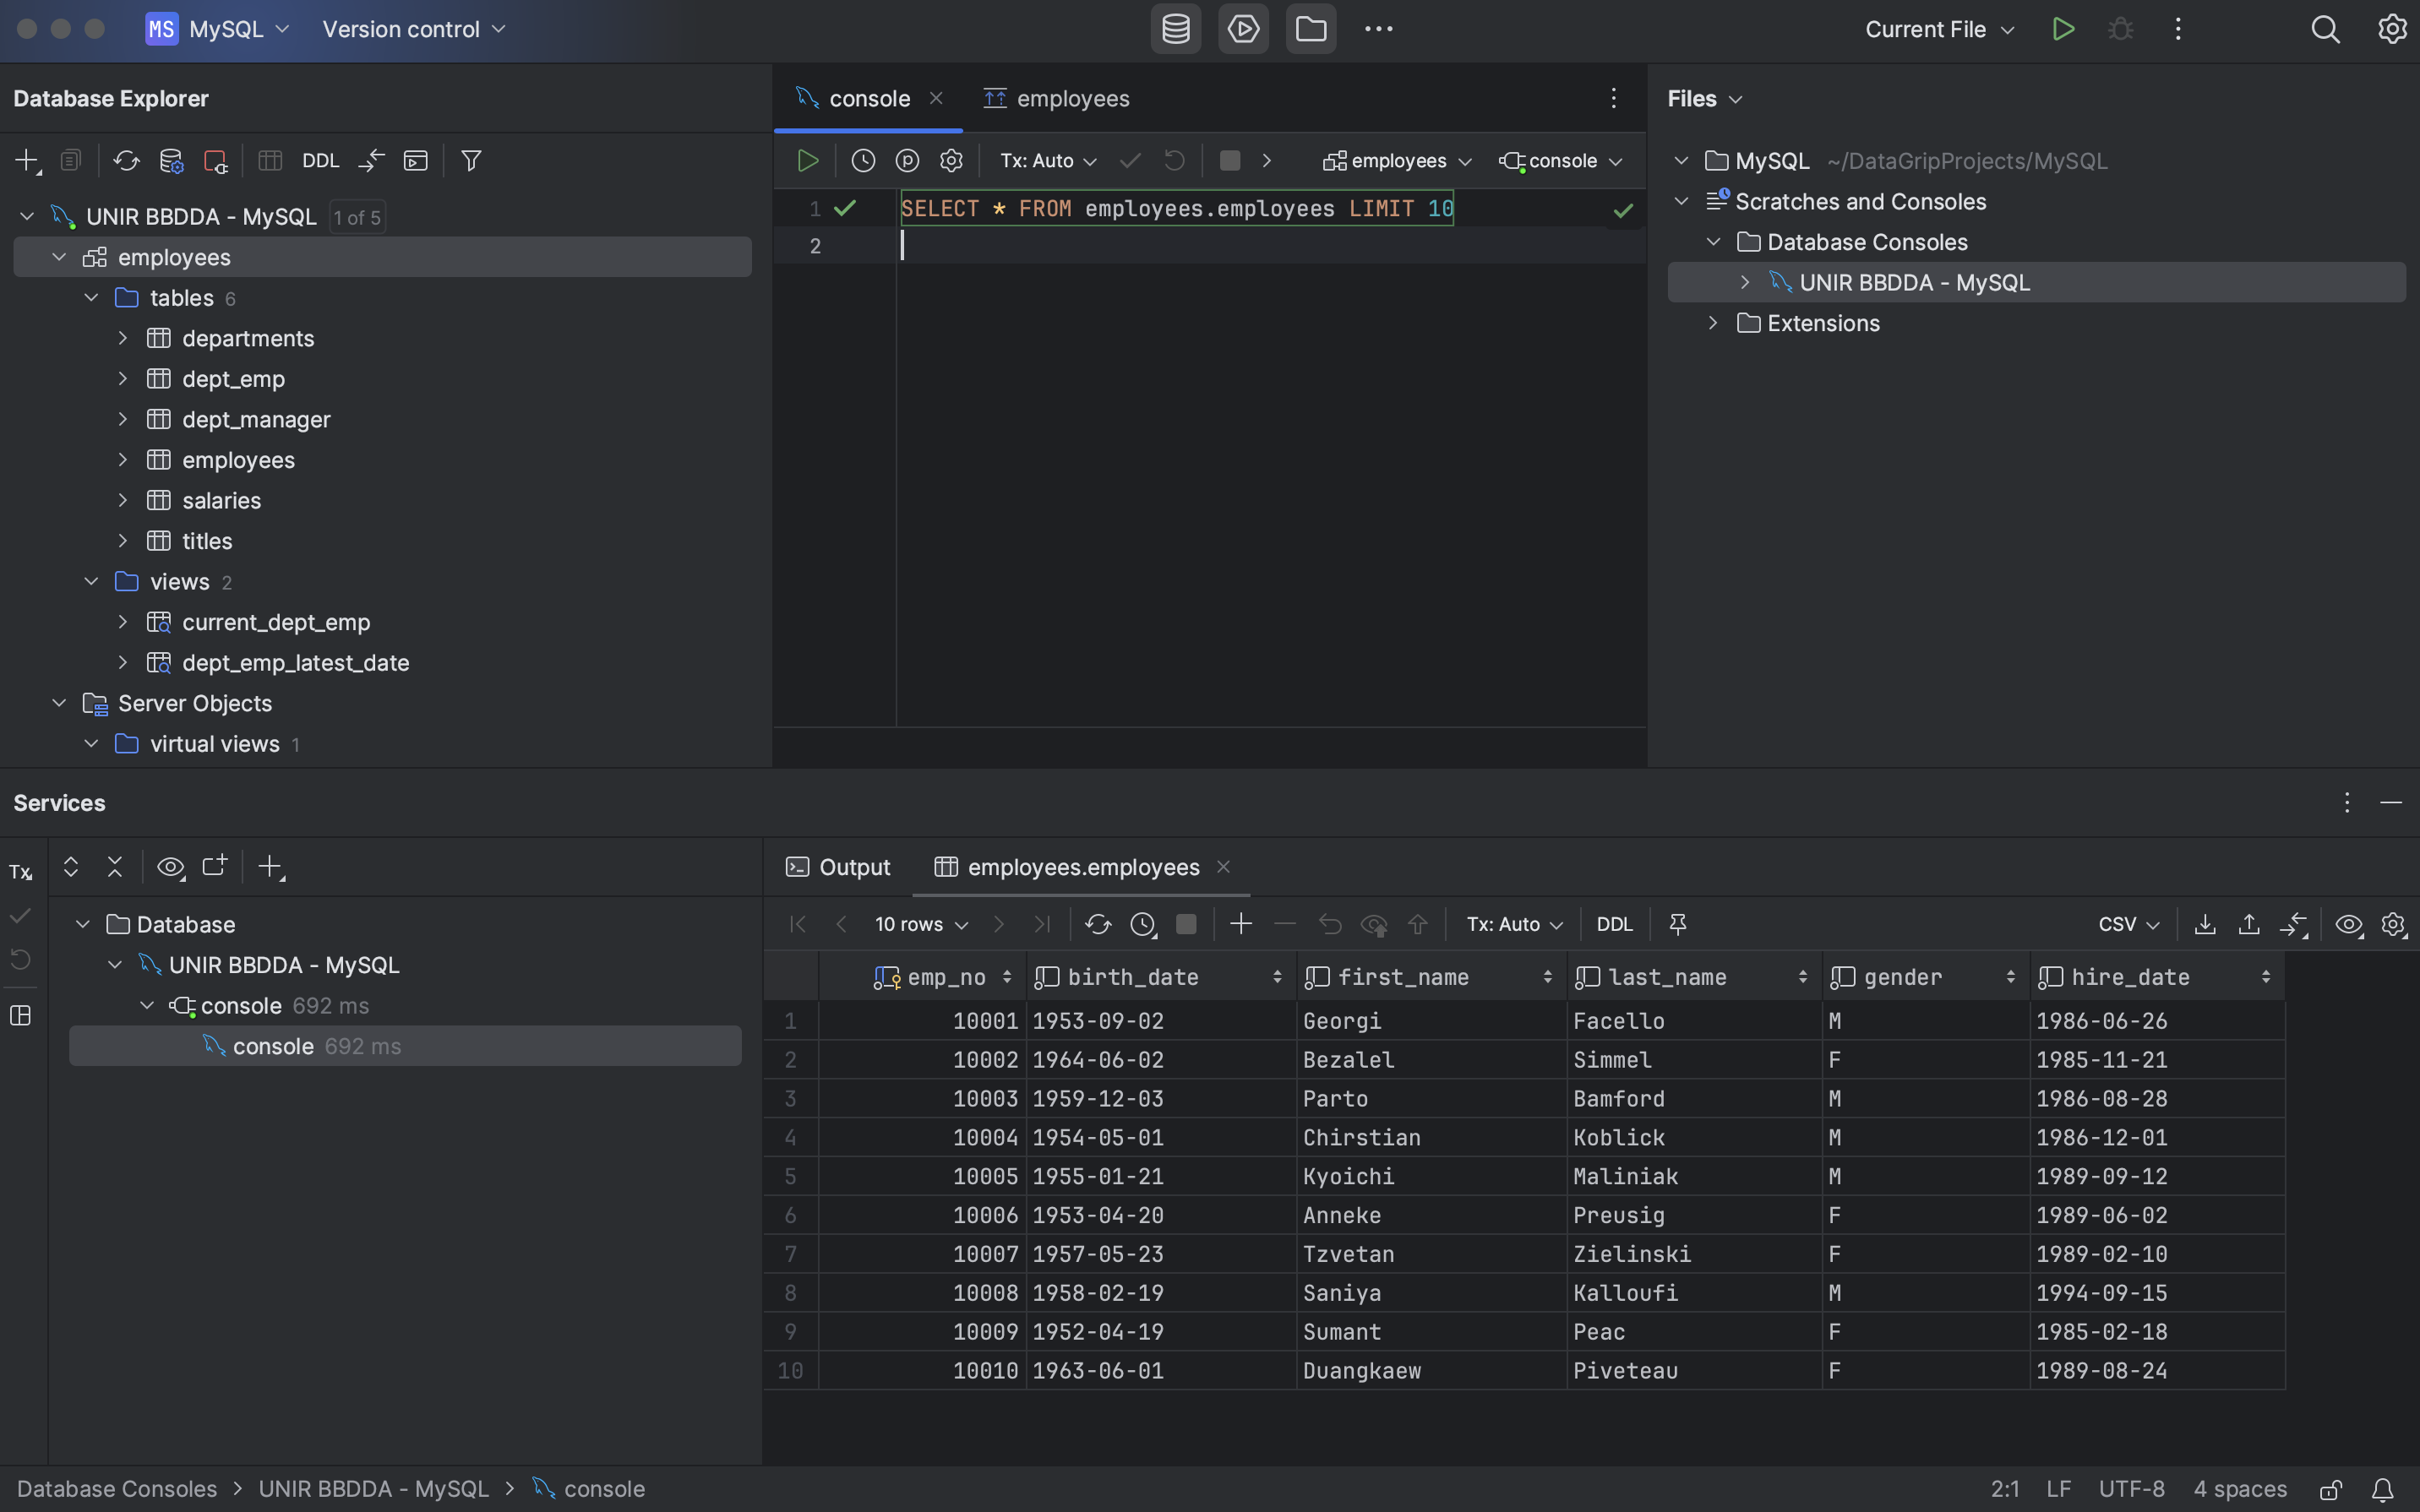 MS MySQL Version control Current File
Database Explorer
DDL
UNIR BBDDA - MySQL 1 of 5
employees
tables 6
departments
dept_emp
dept_manager
employees
salaries
titles
views 2
current_dept_emp
dept_emp_latest_date
Server Objects
virtual views 1
console employees
Tx: Auto employees console
1 SELECT * FROM employees.employees LIMIT 10
2
Files
MySQL ~/DataGripProjects/MySQL
Scratches and Consoles
Database Consoles
UNIR BBDDA - MySQL
Extensions
Services
Tx
Database
UNIR BBDDA - MySQL
console 692 ms
console 692 ms
Output employees.employees
10 rows Tx: Auto DDL CSV
emp_no birth_date first_name last_name gender hire_date
1 10001 1953-09-02 Georgi Facello M 1986-06-26
2 10002 1964-06-02 Bezalel Simmel F 1985-11-21
3 10003 1959-12-03 Parto Bamford M 1986-08-28
4 10004 1954-05-01 Chirstian Koblick M 1986-12-01
5 10005 1955-01-21 Kyoichi Maliniak M 1989-09-12
6 10006 1953-04-20 Anneke Preusig F 1989-06-02
7 10007 1957-05-23 Tzvetan Zielinski F 1989-02-10
8 10008 1958-02-19 Saniya Kalloufi M 1994-09-15
9 10009 1952-04-19 Sumant Peac F 1985-02-18
10 10010 1963-06-01 Duangkaew Piveteau F 1989-08-24
Database Consoles UNIR BBDDA - MySQL console 2:1 LF UTF-8 4 spaces